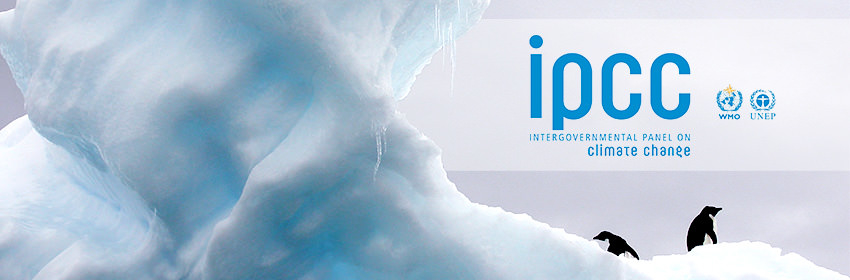 ipcc
INTERGOVERNMENTAL PANEL ON
climate change
WMO
UNEP